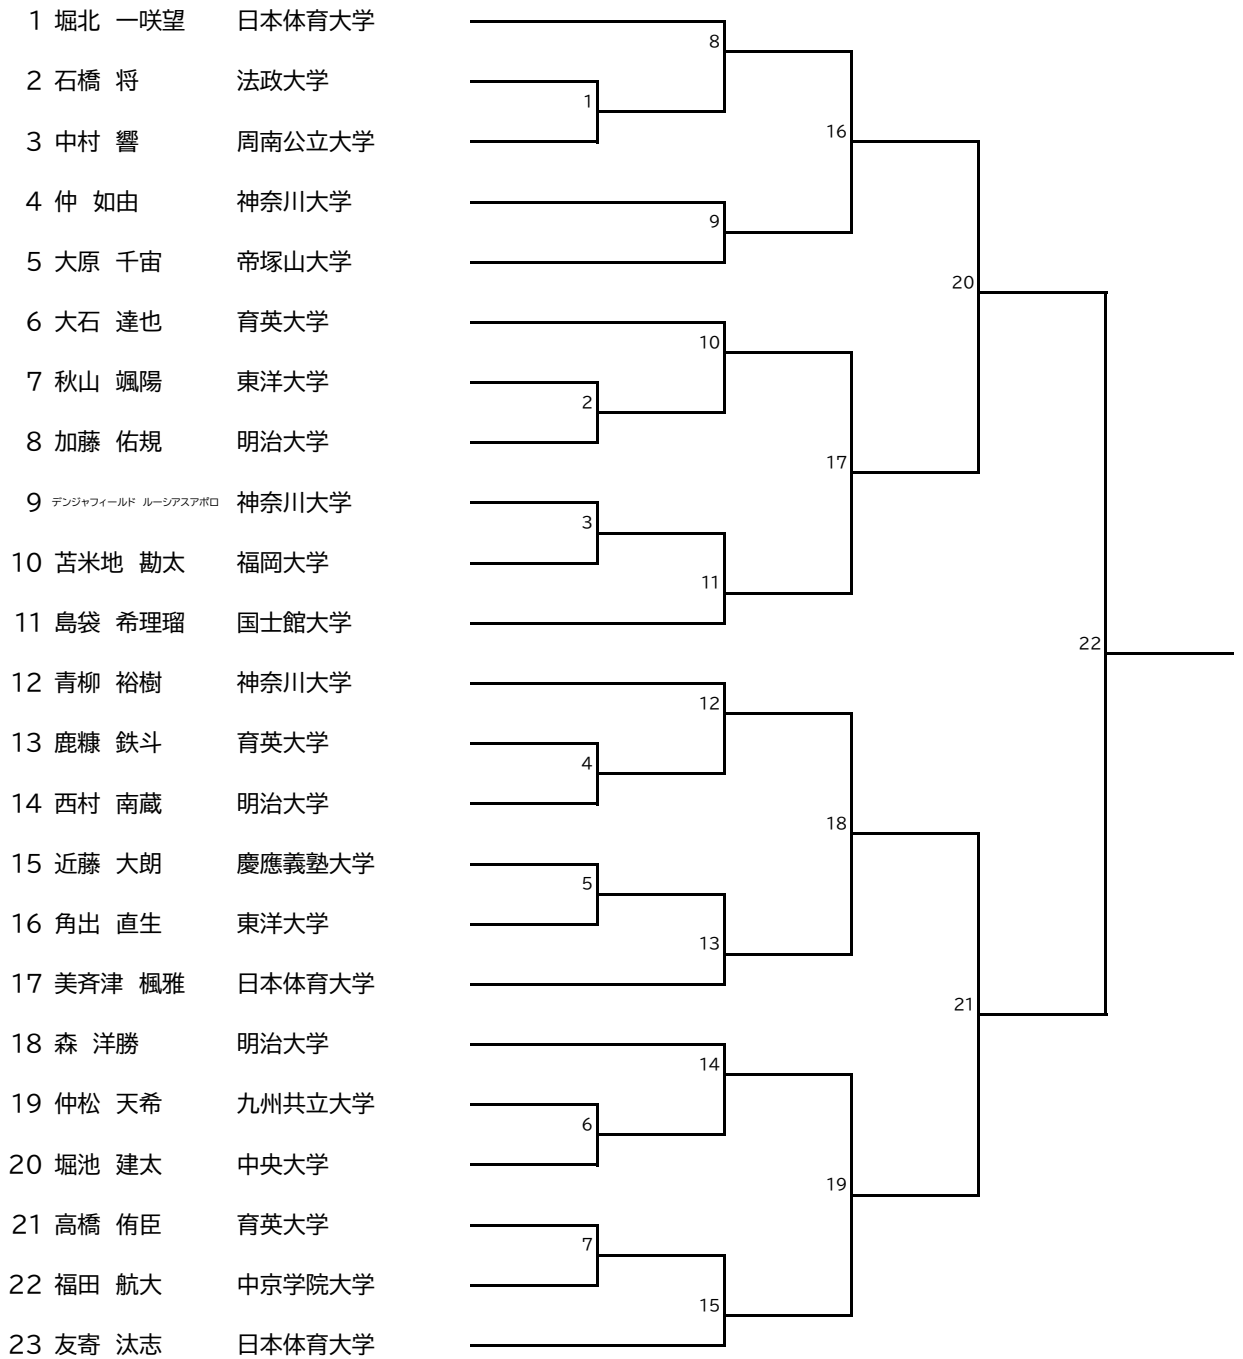 1 堀北 一咲望 日本体育大学
8
2 石橋 将 法政大学
1
16
3 中村 響 周南公立大学
4 仲 如由 神奈川大学
9
5 大原 千宙 帝塚山大学
20
6 大石 達也 育英大学
10
7 秋山 颯陽 東洋大学
2
8 加藤 佑規 明治大学
17
9 デンジャフィールド ルーシアスアポロ 神奈川大学
3
10 苫米地 勘太 福岡大学
11
11 島袋 希理瑠 国士館大学
22
12 青柳 裕樹 神奈川大学
12
13 鹿糠 鉄斗 育英大学
4
14 西村 南蔵 明治大学
18
15 近藤 大朗 慶應義塾大学
5
16 角出 直生 東洋大学
13
17 美斉津 楓雅 日本体育大学
21
18 森 洋勝 明治大学
14
19 仲松 天希 九州共立大学
6
20 堀池 建太 中央大学
19
21 高橋 侑臣 育英大学
7
22 福田 航大 中京学院大学
15
23 友寄 汰志 日本体育大学